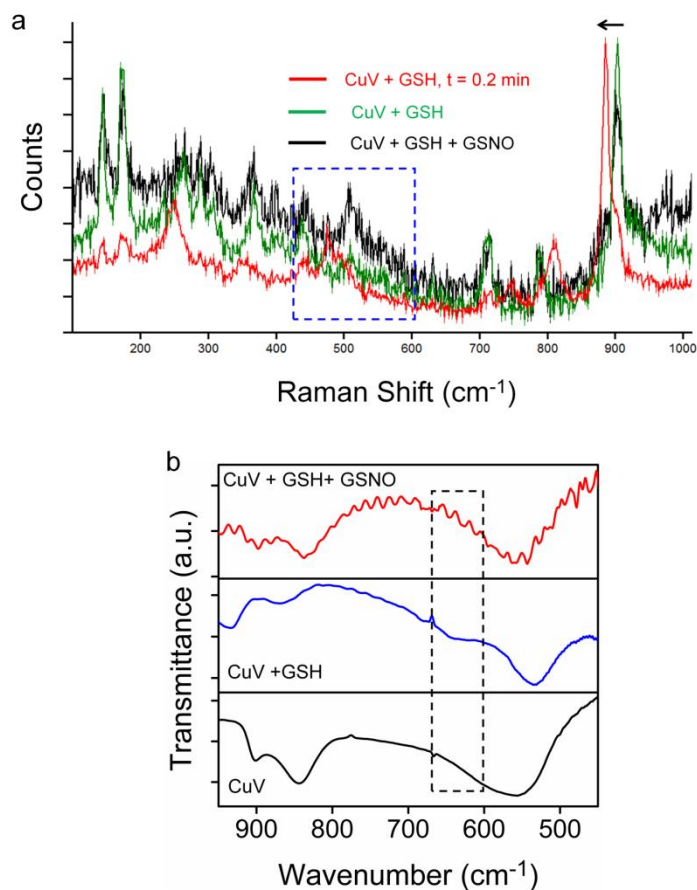 a
CuV + GSH, t = 0.2 min
CuV + GSH
CuV + GSH + GSNO
Counts
200 300 400 500 600 700 800 900 1000
Raman Shift (cm-1)
b
CuV + GSH+ GSNO
CuV +GSH
CuV
Transmittance (a.u.)
900 800 700 600 500
Wavenumber (cm-1)